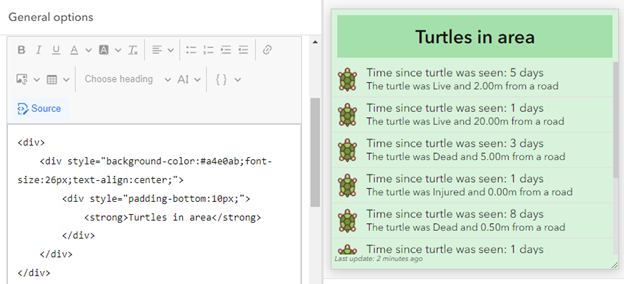 General options
B I U A A Tx
Choose heading AI { }
Source
<div>
<div style="background-color:#a4e0ab;font-
size:26px;text-align:center;">
<div style="padding-bottom:10px;">
<strong>Turtles in area</strong>
</div>
</div>
</div>
Turtles in area
Time since turtle was seen: 5 days
The turtle was Live and 2.00m from a road
Time since turtle was seen: 1 days
The turtle was Live and 20.00m from a road
Time since turtle was seen: 3 days
The turtle was Dead and 5.00m from a road
Time since turtle was seen: 1 days
The turtle was Injured and 0.00m from a road
Time since turtle was seen: 8 days
The turtle was Dead and 0.50m from a road
Time since turtle was seen: 1 days
Last update: 2 minutes ago